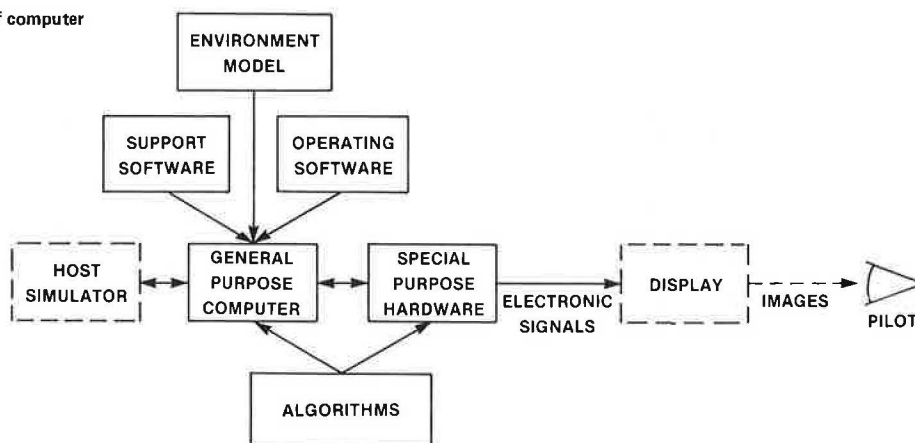 computer
ENVIRONMENT
MODEL
SUPPORT
SOFTWARE
OPERATING
SOFTWARE
HOST
SIMULATOR
GENERAL
PURPOSE
COMPUTER
SPECIAL
PURPOSE
HARDWARE
ELECTRONIC
SIGNALS
DISPLAY
IMAGES
PILOT
ALGORITHMS